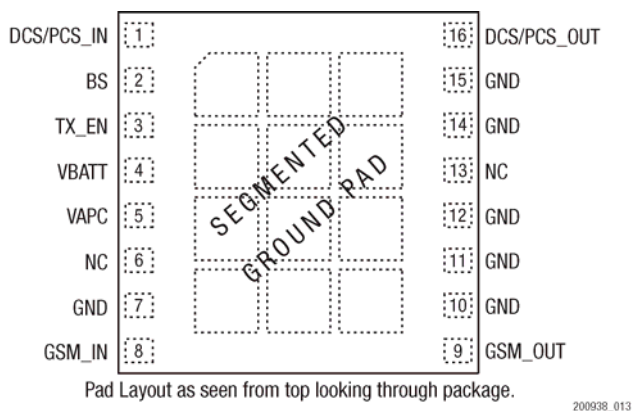 DCS/PCS_IN 1 16 DCS/PCS_OUT
BS 2 15 GND
TX_EN 3 14 GND
VBATT 4 13 NC
VAPC 5 12 GND
NC 6 11 GND
GND 7 10 GND
GSM_IN 8 9 GSM_OUT
SEGMENTED
GROUND PAD
Pad Layout as seen from top looking through package.
200938_013